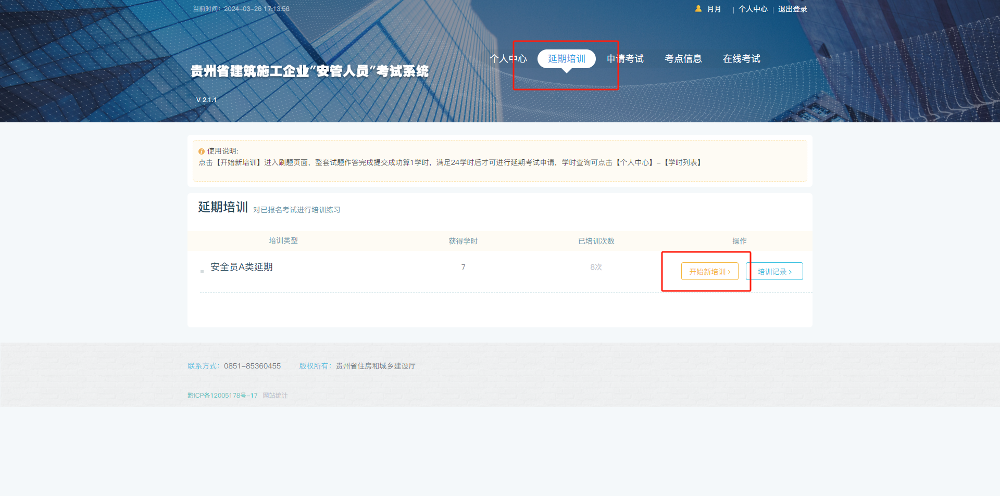 当前时间：2024-03-26 17:13:56
月月 | 个人中心 | 退出登录
个人中心 延期培训 申请考试 考点信息 在线考试
贵州省建筑施工企业"安管人员"考试系统
V 2.1.1
使用说明:
点击【开始新培训】进入刷题页面，整套试题作答完成提交成功算1学时，满足24学时后才可进行延期考试申请，学时查询可点击【个人中心】-【学时列表】
延期培训 对已报名考试进行培训练习
培训类型 获得学时 已培训次数 操作
安全员A类延期 7 8次 开始新培训 > 培训记录 >
联系方式：0851-85360455 版权所有：贵州省住房和城乡建设厅
黔ICP备12005178号-17 网站统计